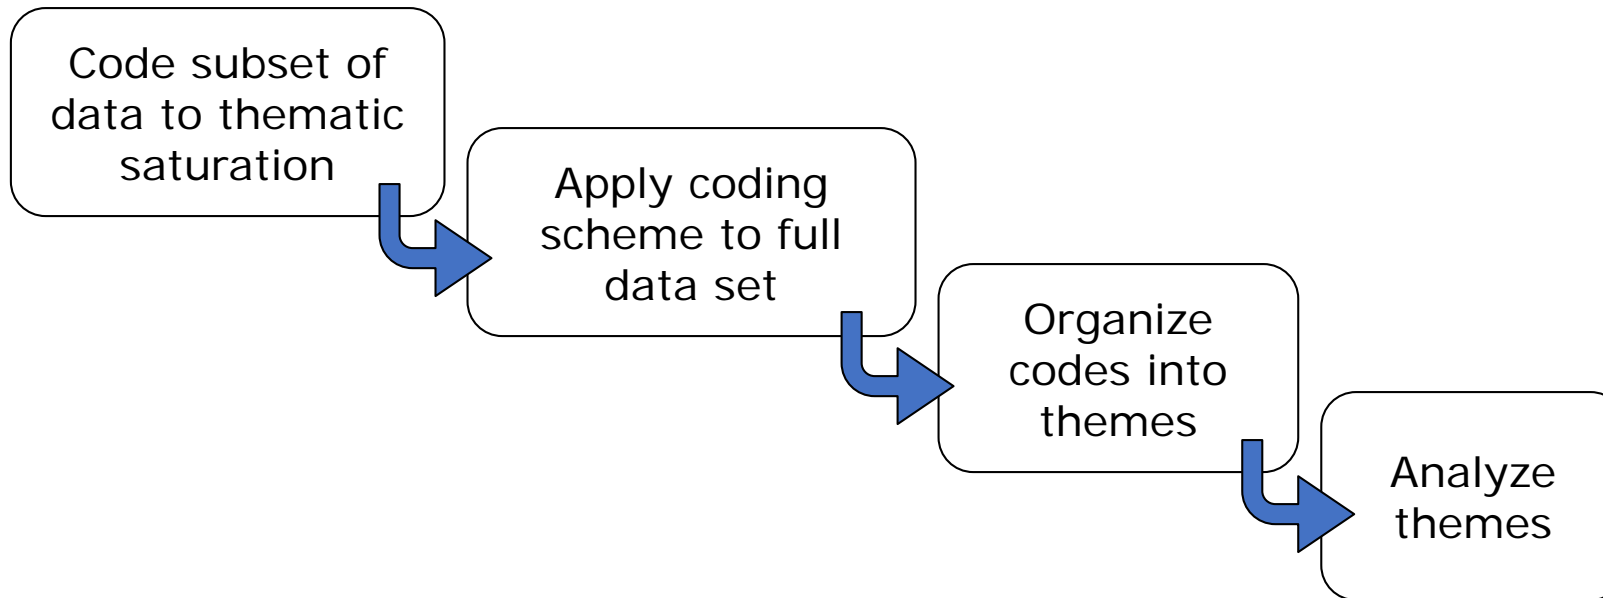 Code subset of
data to thematic
saturation
Apply coding
scheme to full
data set
Organize
codes into
themes
Analyze
themes